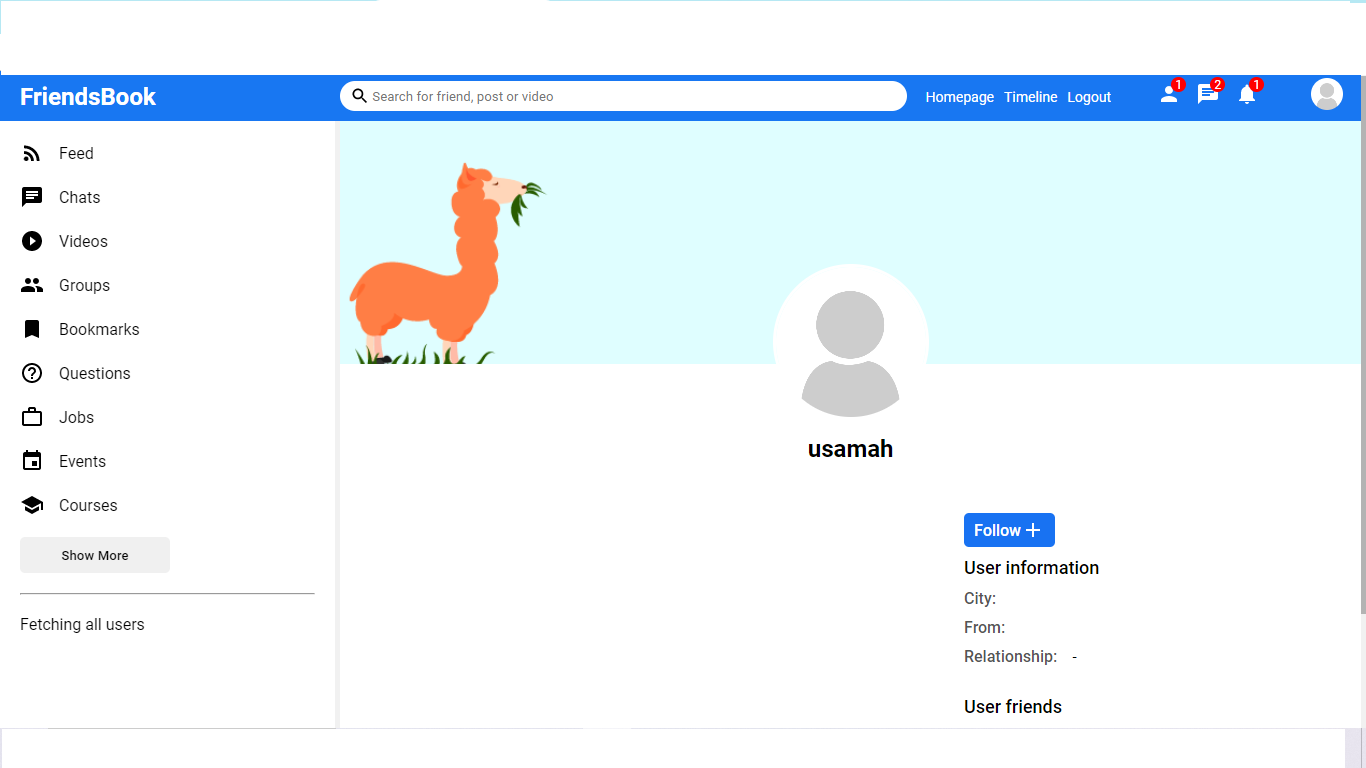 FriendsBook
Search for friend, post or video
Homepage Timeline Logout
1 2 1
Feed
Chats
Videos
Groups
Bookmarks
Questions
Jobs
Events
Courses
Show More
Fetching all users
usamah
Follow
User information
City:
From:
Relationship: -
User friends